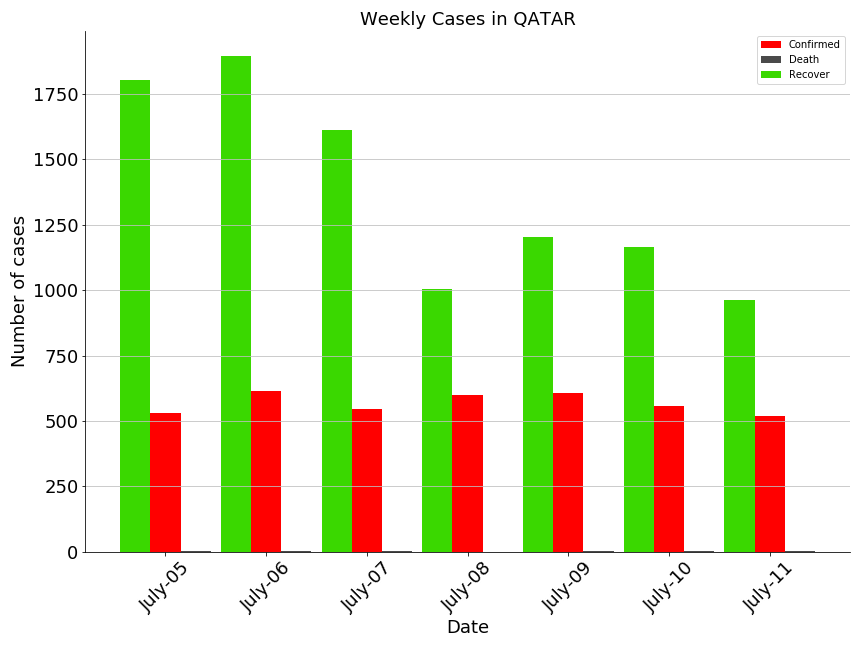 Weekly Cases in QATAR
Confirmed
Death
Recover
Number of cases
1750
1500
1250
1000
750
500
250
0
July-05
July-06
July-07
July-08
July-09
July-10
July-11
Date